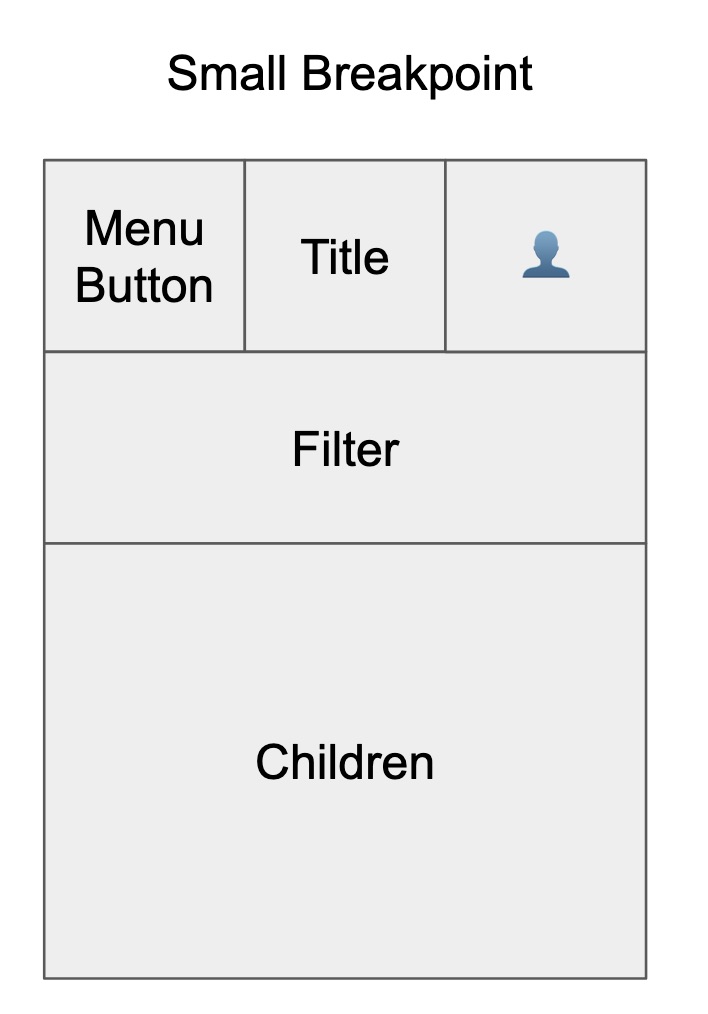 Small Breakpoint
Menu
Button
Title
Filter
Children